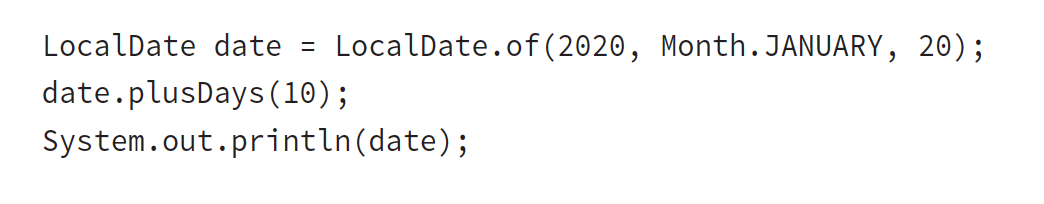 LocalDate date = LocalDate.of(2020, Month.JANUARY, 20);
date.plusDays(10);
System.out.println(date);